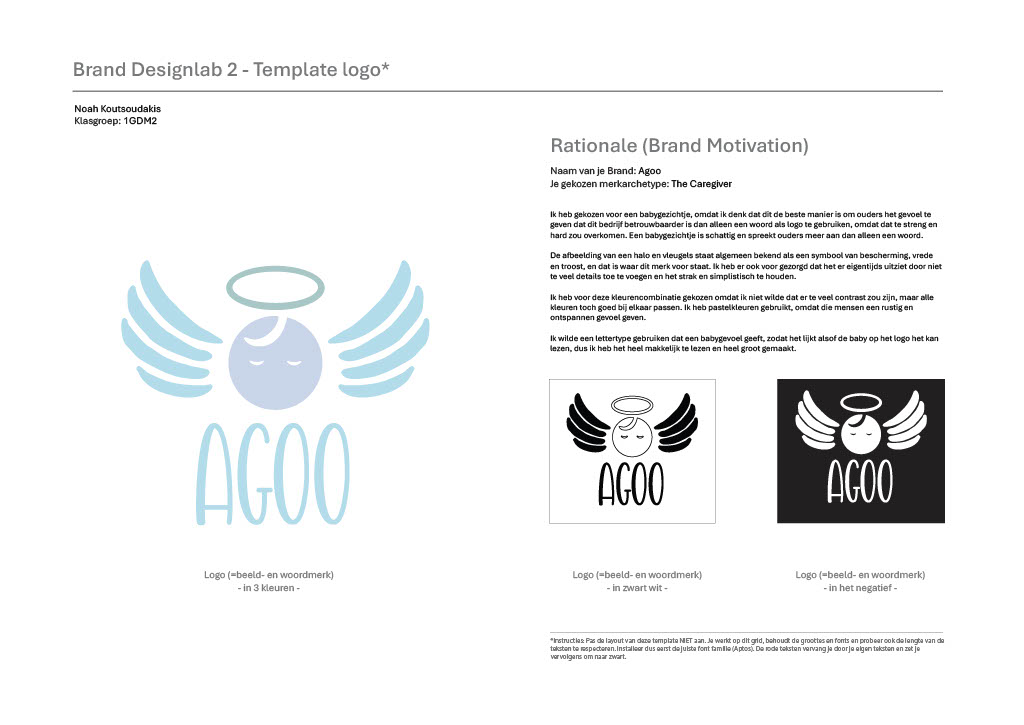 Brand Designlab 2 - Template logo*
Noah Koutsoudakis
Klasgroep: 1GDM2
Rationale (Brand Motivation)
Naam van je Brand: Agoo
Je gekozen merkarchetype: The Caregiver
Ik heb gekozen voor een babygezichtje, omdat ik denk dat dit de beste manier is om ouders het gevoel te
geven dat dit bedrijf betrouwbaarder is dan alleen een woord als logo te gebruiken, omdat dat te streng en
hard zou overkomen. Een babygezichtje is schattig en spreekt ouders meer aan dan alleen een woord.
De afbeelding van een halo en vleugels staat algemeen bekend als een symbool van bescherming, vrede
en troost, en dat is waar dit merk voor staat. Ik heb er ook voor gezorgd dat het er eigentijds uitziet door niet
te veel details toe te voegen en het strak en simplistisch te houden.
Ik heb voor deze kleurencombinatie gekozen omdat ik niet wilde dat er te veel contrast zou zijn, maar alle
kleuren toch goed bij elkaar passen. Ik heb pastelkleuren gebruikt, omdat die mensen een rustig en
ontspannen gevoel geven.
Ik wilde een lettertype gebruiken dat een babygevoel geeft, zodat het lijkt alsof de baby op het logo het kan
lezen, dus ik heb het heel makkelijk te lezen en heel groot gemaakt.
AGOO
AGOO
AGOO
Logo (=beeld- en woordmerk)
- in 3 kleuren -
Logo (=beeld- en woordmerk)
- in zwart wit -
Logo (=beeld- en woordmerk)
- in het negatief -
*Instructies: Pas de layout van deze template NIET aan. Je werkt op dit grid, behoudt de groottes en fonts en probeer ook de lengte van de
teksten te respecteren. Installeer dus eerst de juiste font familie (Aptos). De rode teksten vervang je door je eigen teksten en zet je
vervolgens om naar zwart.